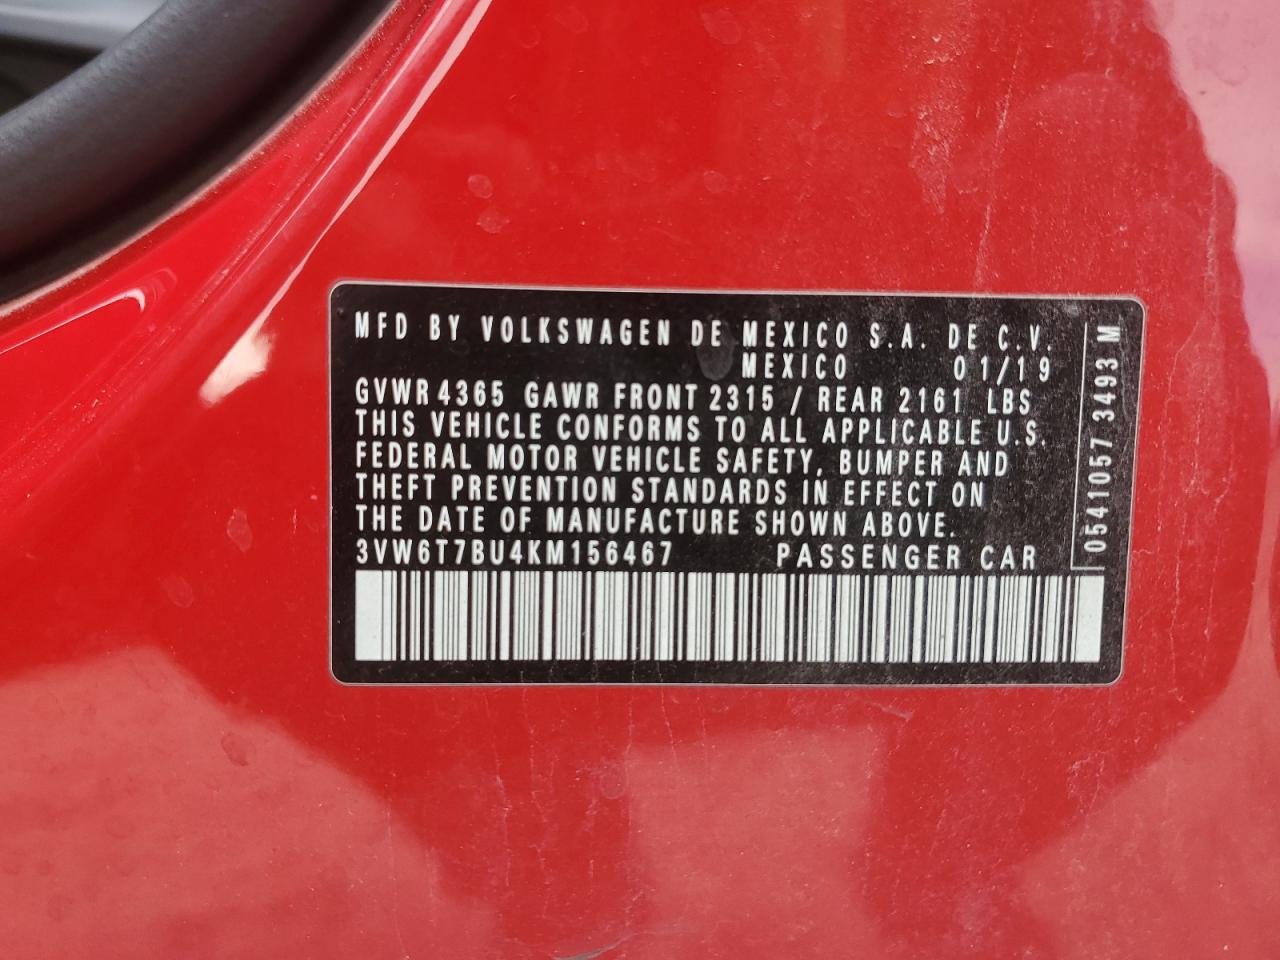 MFD BY VOLKSWAGEN DE MEXICO S.A. DE C.V.
MEXICO 01/19
GVWR 4365 GAWR FRONT 2315 / REAR 2161 LBS
THIS VEHICLE CONFORMS TO ALL APPLICABLE U.S.
FEDERAL MOTOR VEHICLE SAFETY, BUMPER AND
THEFT PREVENTION STANDARDS IN EFFECT ON
THE DATE OF MANUFACTURE SHOWN ABOVE.
3VW6T7BU4KM156467 PASSENGER CAR
0541057 3493 M